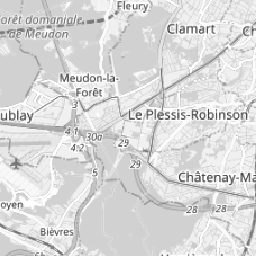 Fleury
Forêt domaniale
de Meudon
Clamart
Meudon-la-
Forêt
Le Plessis-Robinson
3
4.1
30a
4.2
29
29
Châtenay-Ma
5
28
28
Bièvres